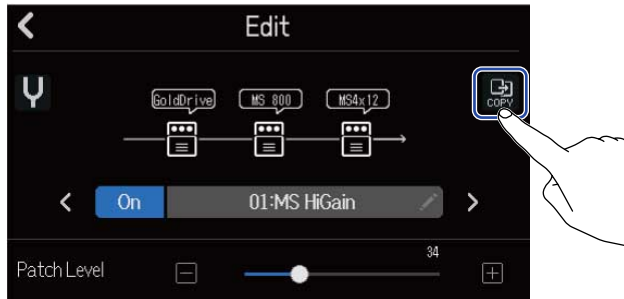 Edit
GoldDrive MS 800 MS4x12
COPY
On 01:MS HiGain
34
Patch Level